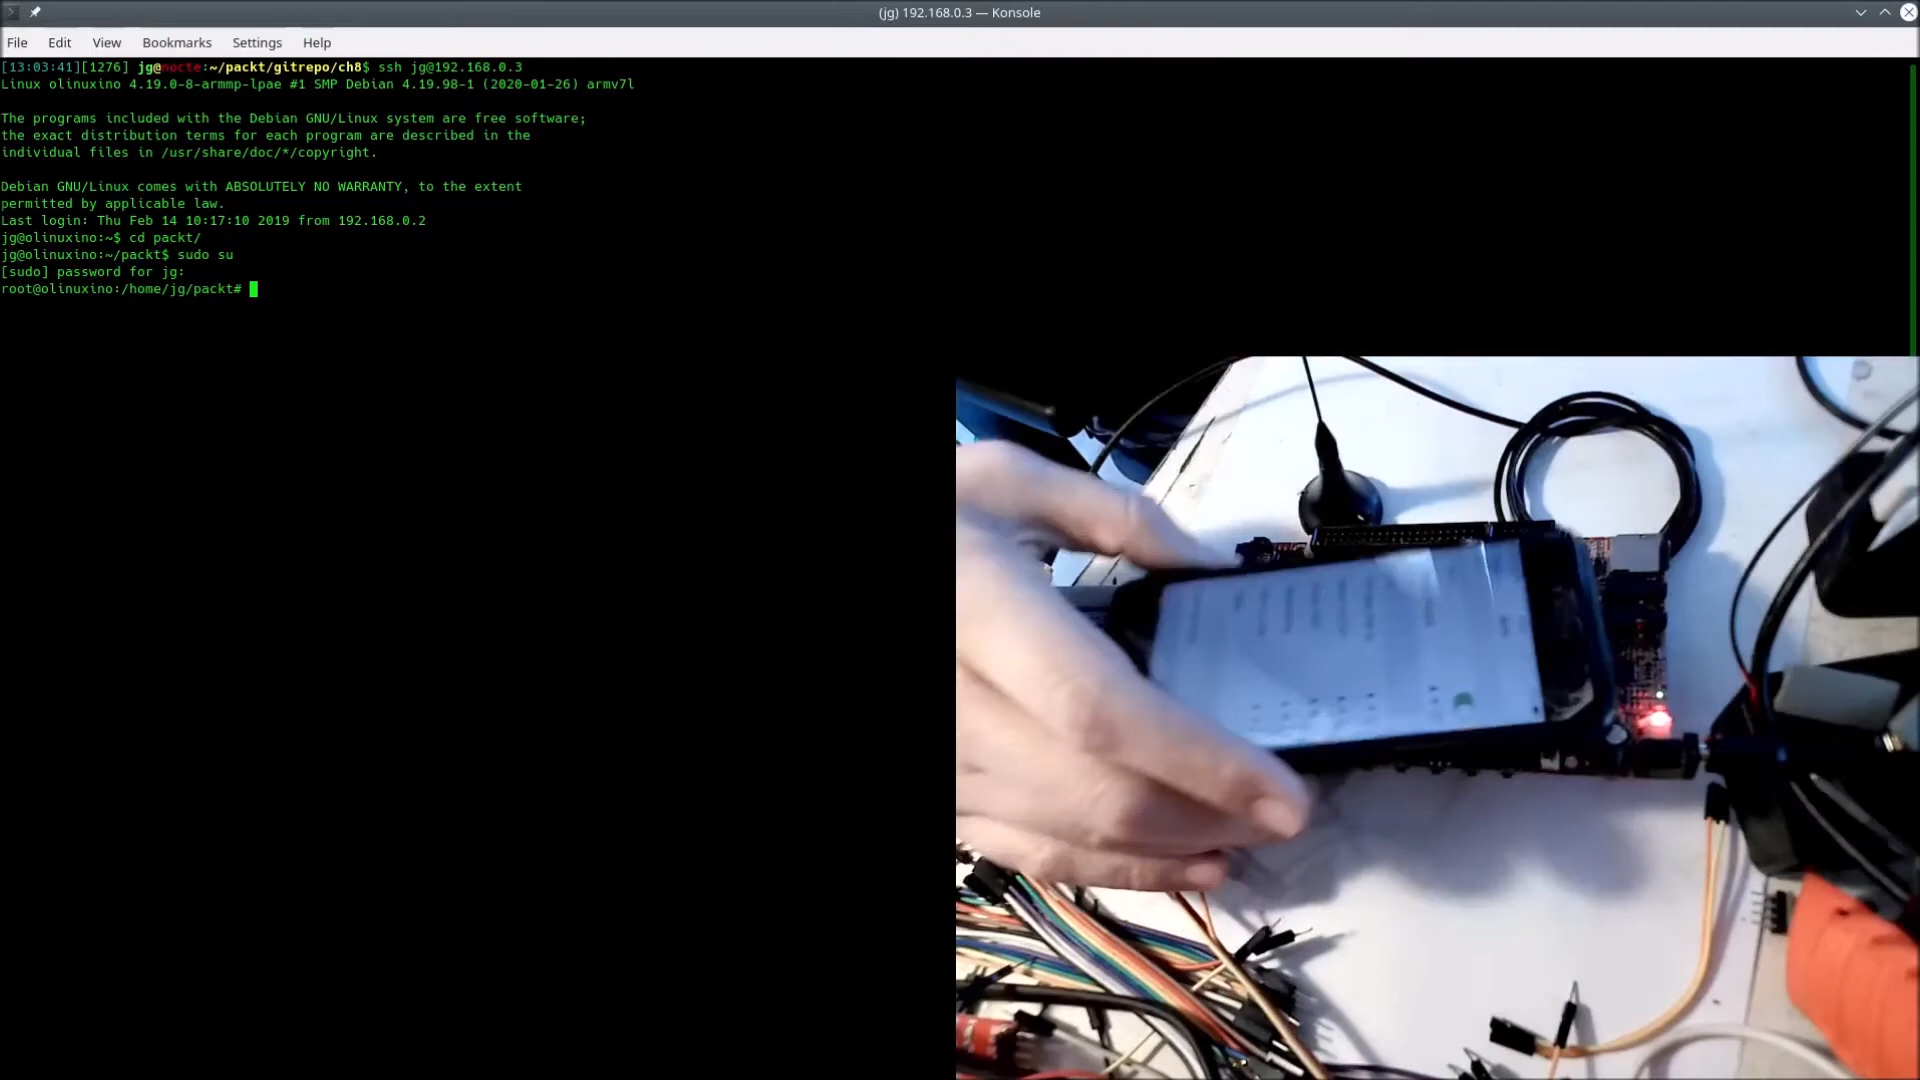 (jg) 192.168.0.3 — Konsole
File Edit View Bookmarks Settings Help
[13:03:41][1276] jg@nocte:~/packt/gitrepo/ch8$ ssh jg@192.168.0.3
Linux olinuxino 4.19.0-8-armmp-lpae #1 SMP Debian 4.19.98-1 (2020-01-26) armv7l
The programs included with the Debian GNU/Linux system are free software;
the exact distribution terms for each program are described in the
individual files in /usr/share/doc/*/copyright.
Debian GNU/Linux comes with ABSOLUTELY NO WARRANTY, to the extent
permitted by applicable law.
Last login: Thu Feb 14 10:17:10 2019 from 192.168.0.2
jg@olinuxino:~$ cd packt/
jg@olinuxino:~/packt$ sudo su
[sudo] password for jg:
root@olinuxino:/home/jg/packt#